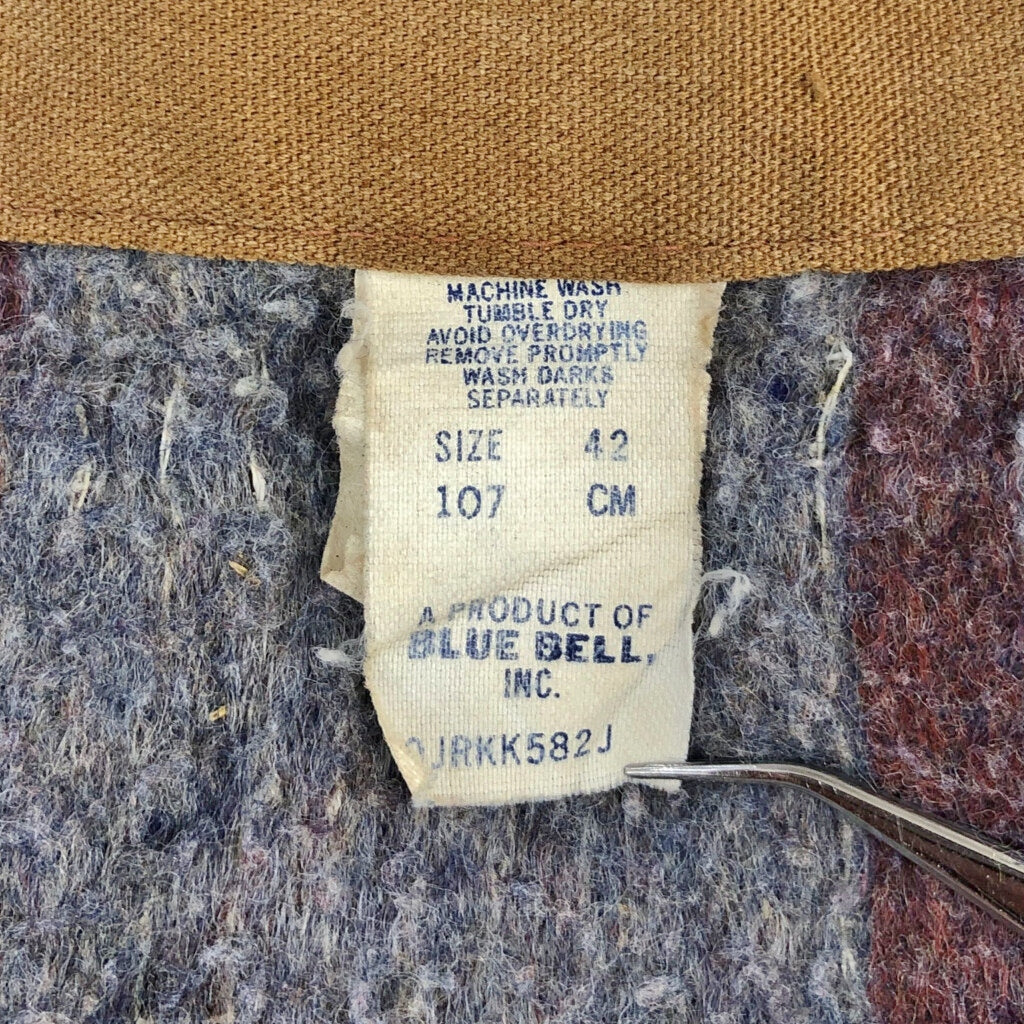 MACHINE WASH
TUMBLE DRY
AVOID OVERDRYING
REMOVE PROMPTLY
WASH DARKS
SEPARATELY
SIZE 42
107 CM
A PRODUCT OF
BLUE BELL,
INC.
JRKK582J